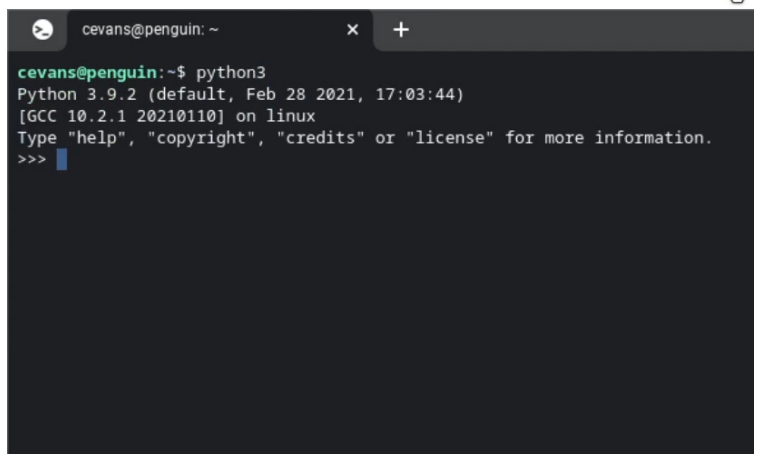 cevans@penguin: ~
cevans@penguin:~$ python3
Python 3.9.2 (default, Feb 28 2021, 17:03:44)
[GCC 10.2.1 20210110] on linux
Type "help", "copyright", "credits" or "license" for more information.
>>>